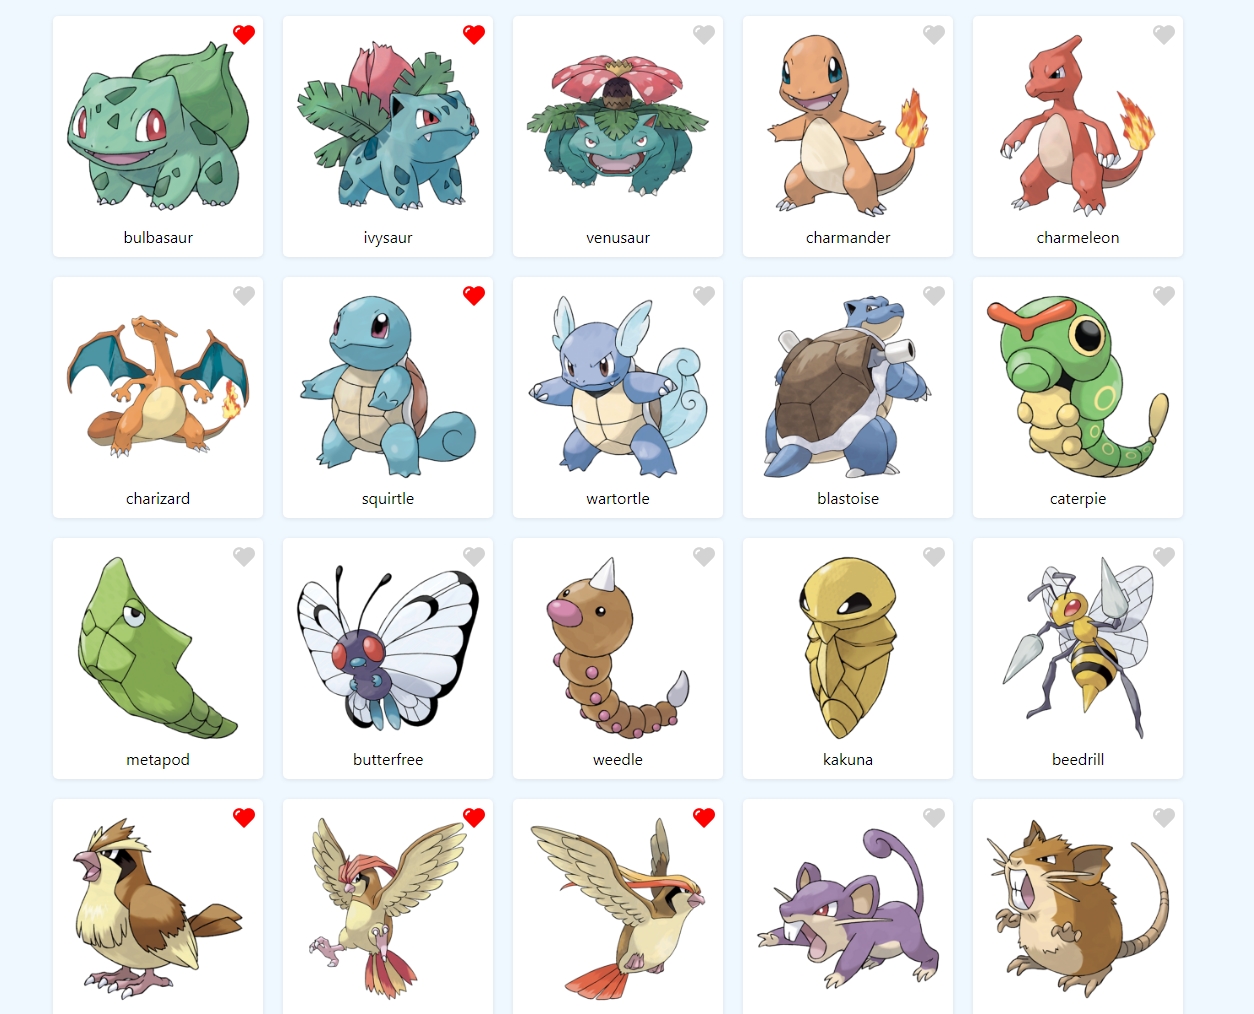 bulbasaur
ivysaur
venusaur
charmander
charmeleon
charizard
squirtle
wartortle
blastoise
caterpie
metapod
butterfree
weedle
kakuna
beedrill